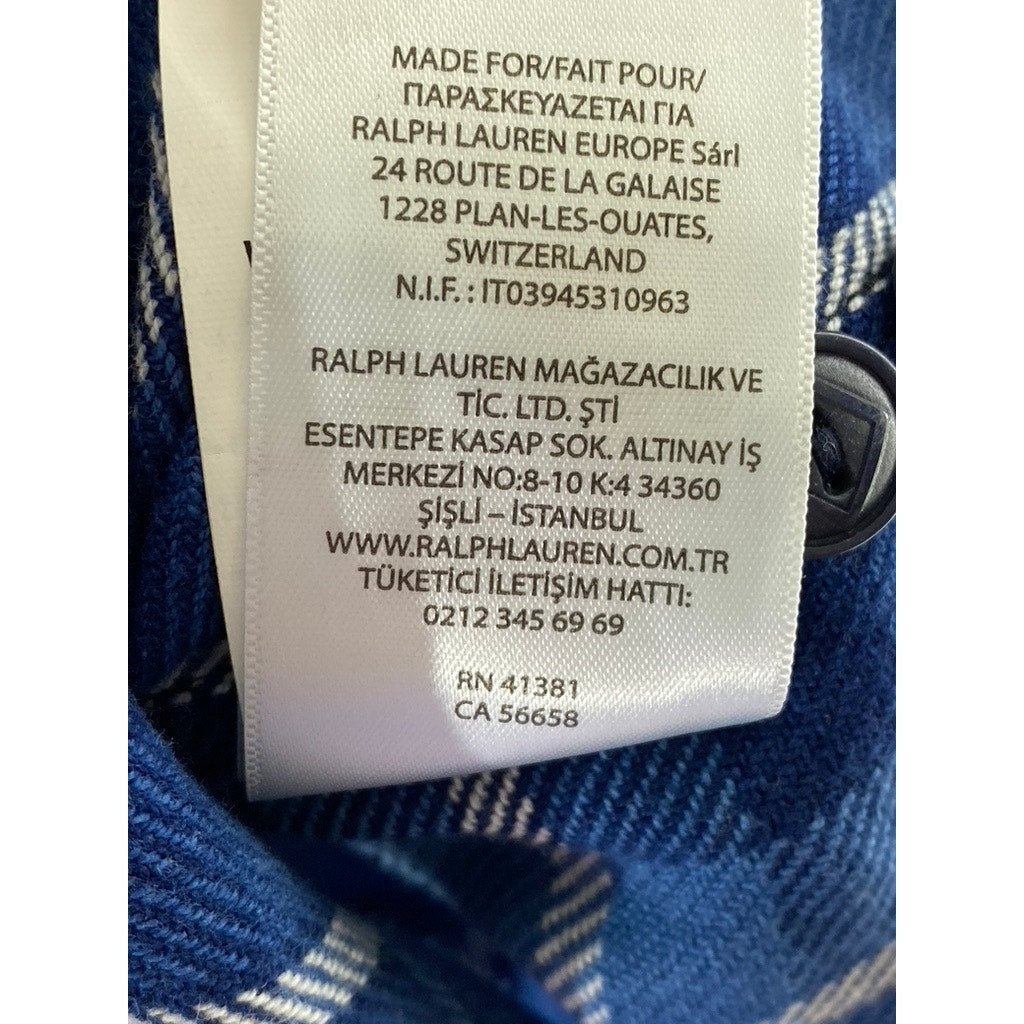 MADE FOR/FAIT POUR/
ΠΑΡΑΣΚΕΥΑΖΕΤΑΙ ΓΙΑ
RALPH LAUREN EUROPE Sárl
24 ROUTE DE LA GALAISE
1228 PLAN-LES-OUATES,
SWITZERLAND
N.I.F. : IT03945310963
RALPH LAUREN MAĞAZACILIK VE
TİC. LTD. ŞTİ
ESENTEPE KASAP SOK. ALTINAY İŞ
MERKEZİ NO:8-10 K:4 34360
ŞİŞLİ – İSTANBUL
WWW.RALPHLAUREN.COM.TR
TÜKETİCİ İLETİŞİM HATTI:
0212 345 69 69
RN 41381
CA 56658